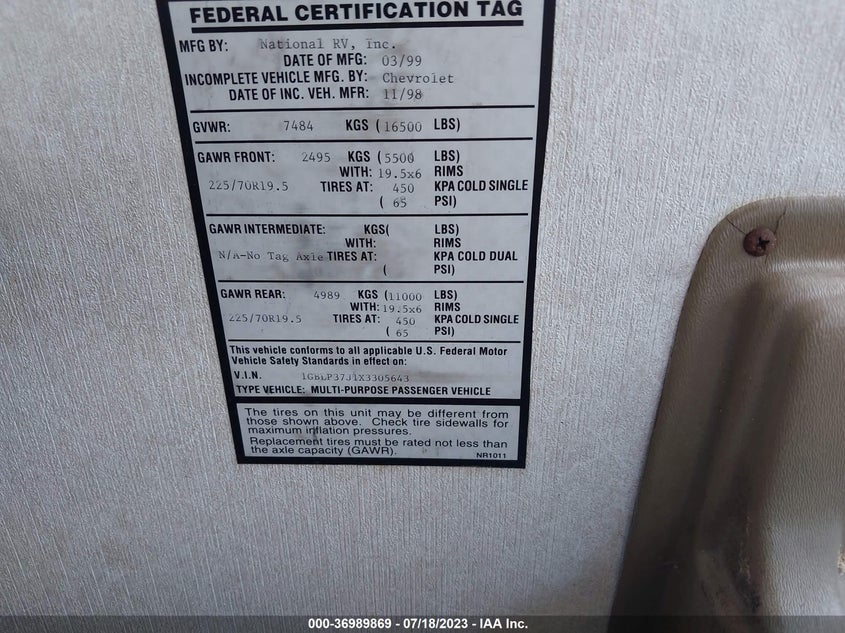 FEDERAL CERTIFICATION TAG
MFG BY: National RV, Inc.
DATE OF MFG: 03/99
INCOMPLETE VEHICLE MFG. BY: Chevrolet
DATE OF INC. VEH. MFR: 11/98
GVWR: 7484 KGS (16500 LBS)
GAWR FRONT: 2495 KGS (5500 LBS)
WITH: 19.5x6 RIMS
225/70R19.5 TIRES AT: 450 KPA COLD SINGLE
( 65 PSI)
GAWR INTERMEDIATE: KGS( LBS)
WITH: RIMS
N/A-No Tag Axle TIRES AT: KPA COLD DUAL
( PSI)
GAWR REAR: 4989 KGS (11000 LBS)
WITH: 19.5x6 RIMS
225/70R19.5 TIRES AT: 450 KPA COLD SINGLE
( 65 PSI)
This vehicle conforms to all applicable U.S. Federal Motor
Vehicle Safety Standards in effect on:
V.I.N. 1GBLP37J1X3305643
TYPE VEHICLE: MULTI-PURPOSE PASSENGER VEHICLE
The tires on this unit may be different from
those shown above. Check tire sidewalls for
maximum inflation pressures.
Replacement tires must be rated not less than
the axle capacity (GAWR).
NR1011
000-36989869 - 07/18/2023 - IAA Inc.